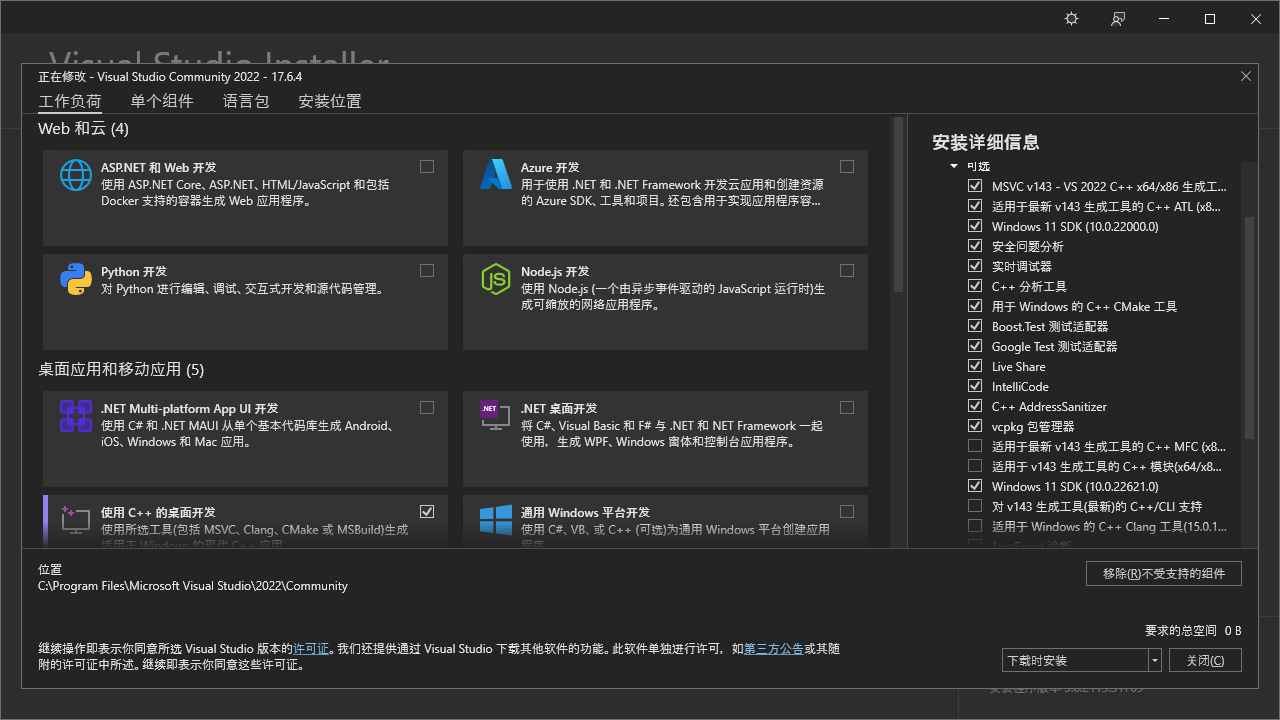 Visual Studio Installer
正在修改 - Visual Studio Community 2022 - 17.6.4
工作负荷 单个组件 语言包 安装位置
Web 和云 (4)
ASP.NET 和 Web 开发
使用 ASP.NET Core、ASP.NET、HTML/JavaScript 和包括
Docker 支持的容器生成 Web 应用程序。
Azure 开发
用于使用 .NET 和 .NET Framework 开发云应用和创建资源
的 Azure SDK、工具和项目。还包含用于实现应用程序容...
Python 开发
对 Python 进行编辑、调试、交互式开发和源代码管理。
Node.js 开发
使用 Node.js (一个由异步事件驱动的 JavaScript 运行时)生
成可缩放的网络应用程序。
桌面应用和移动应用 (5)
.NET Multi-platform App UI 开发
使用 C# 和 .NET MAUI 从单个基本代码库生成 Android、
iOS、Windows 和 Mac 应用。
.NET
.NET 桌面开发
将 C#、Visual Basic 和 F# 与 .NET 和 .NET Framework 一起
使用，生成 WPF、Windows 窗体和控制台应用程序。
使用 C++ 的桌面开发
使用所选工具(包括 MSVC、Clang、CMake 或 MSBuild)生成
适用于 Windows 的现代 C++ 应用
通用 Windows 平台开发
使用 C#、VB、或 C++ (可选)为通用 Windows 平台创建应用
程序
安装详细信息
可选
MSVC v143 - VS 2022 C++ x64/x86 生成工...
适用于最新 v143 生成工具的 C++ ATL (x8...
Windows 11 SDK (10.0.22000.0)
安全问题分析
实时调试器
C++ 分析工具
用于 Windows 的 C++ CMake 工具
Boost.Test 测试适配器
Google Test 测试适配器
Live Share
IntelliCode
C++ AddressSanitizer
vcpkg 包管理器
适用于最新 v143 生成工具的 C++ MFC (x8...
适用于 v143 生成工具的 C++ 模块(x64/x8...
Windows 11 SDK (10.0.22621.0)
对 v143 生成工具(最新)的 C++/CLI 支持
适用于 Windows 的 C++ Clang 工具(15.0.1...
JavaScript 诊断
位置
C:\Program Files\Microsoft Visual Studio\2022\Community
移除(R)不受支持的组件
要求的总空间 0 B
继续操作即表示你同意所选 Visual Studio 版本的许可证。我们还提供通过 Visual Studio 下载其他软件的功能。此软件单独进行许可，如第三方公告或其随
附的许可证中所述。继续即表示你同意这些许可证。
下载时安装
关闭(C)